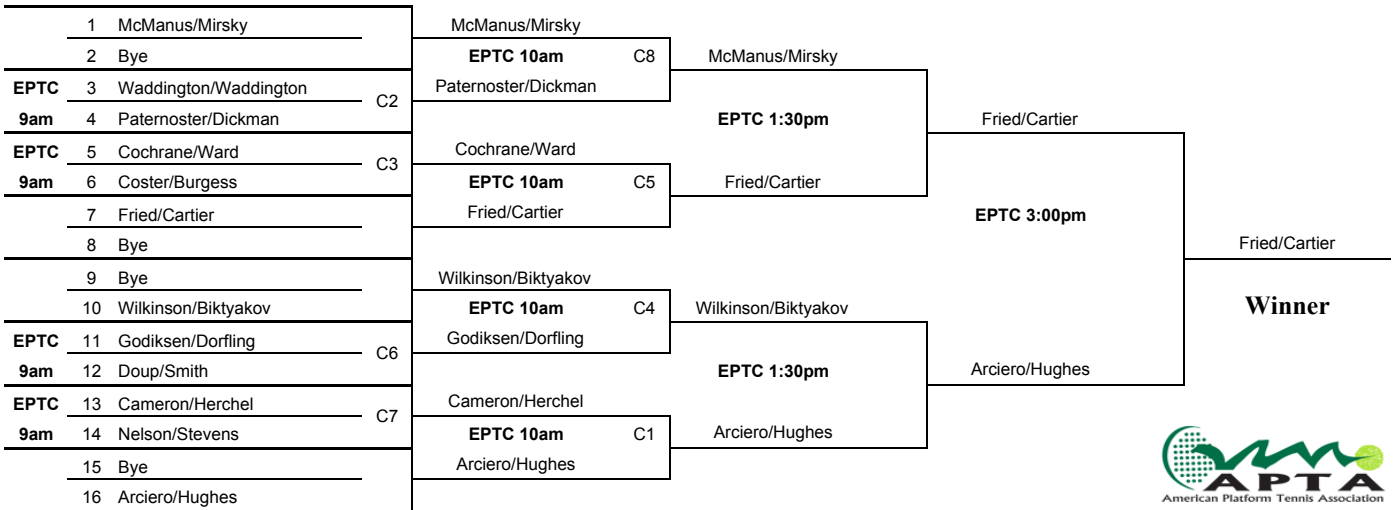 1 McManus/Mirsky
2 Bye
EPTC 3 Waddington/Waddington C2
9am 4 Paternoster/Dickman
EPTC 5 Cochrane/Ward C3
9am 6 Coster/Burgess
7 Fried/Cartier
8 Bye
9 Bye
10 Wilkinson/Biktyakov
EPTC 11 Godiksen/Dorfling C6
9am 12 Doup/Smith
EPTC 13 Cameron/Herchel C7
9am 14 Nelson/Stevens
15 Bye
16 Arciero/Hughes
McManus/Mirsky
EPTC 10am C8
Paternoster/Dickman
Cochrane/Ward
EPTC 10am C5
Fried/Cartier
Wilkinson/Biktyakov
EPTC 10am C4
Godiksen/Dorfling
Cameron/Herchel
EPTC 10am C1
Arciero/Hughes
McManus/Mirsky
EPTC 1:30pm
Fried/Cartier
Wilkinson/Biktyakov
EPTC 1:30pm
Arciero/Hughes
Fried/Cartier
EPTC 3:00pm
Arciero/Hughes
Fried/Cartier
Winner
APTA
American Platform Tennis Association